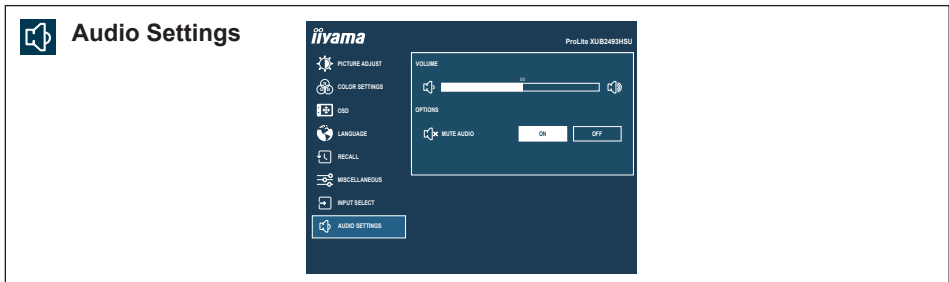 Audio Settings
iiyama
ProLite XUB2493HSU
PICTURE ADJUST
COLOR SETTINGS
OSD
LANGUAGE
RECALL
MISCELLANEOUS
INPUT SELECT
AUDIO SETTINGS
VOLUME
50
OPTIONS
MUTE AUDIO ON OFF